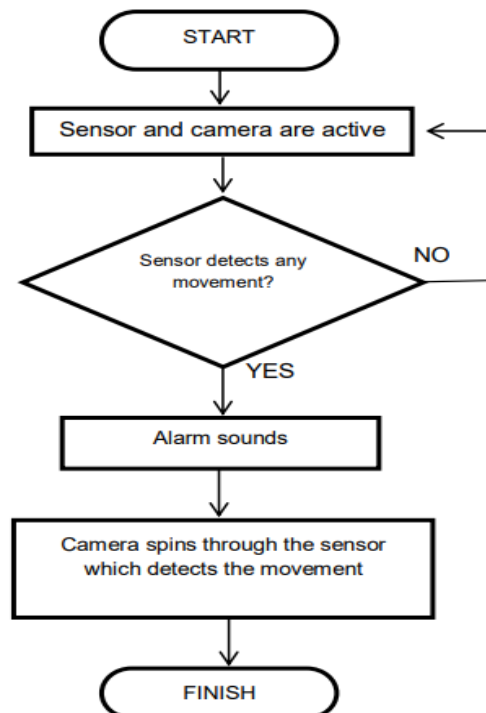 START
Sensor and camera are active
Sensor detects any
movement?
NO
YES
Alarm sounds
Camera spins through the sensor
which detects the movement
FINISH